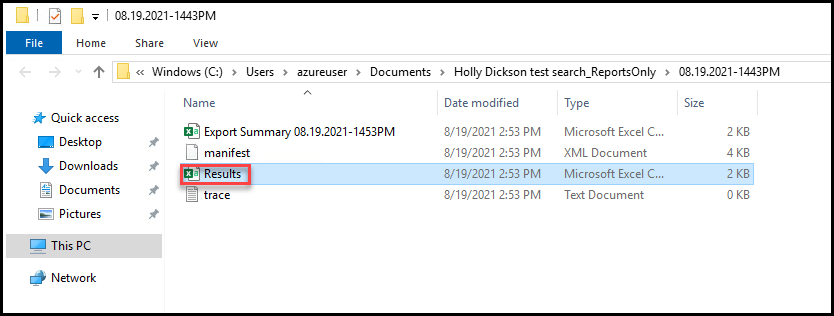 08.19.2021-1443PM
File Home Share View
« Windows (C:) > Users > azureuser > Documents > Holly Dickson test search_ReportsOnly > 08.19.2021-1443PM
Name Date modified Type Size
Quick access
Desktop
Downloads
Documents
Pictures
This PC
Network
Export Summary 08.19.2021-1453PM 8/19/2021 2:53 PM Microsoft Excel C... 2 KB
manifest 8/19/2021 2:53 PM XML Document 4 KB
Results 8/19/2021 2:53 PM Microsoft Excel C... 2 KB
trace 8/19/2021 2:53 PM Text Document 0 KB